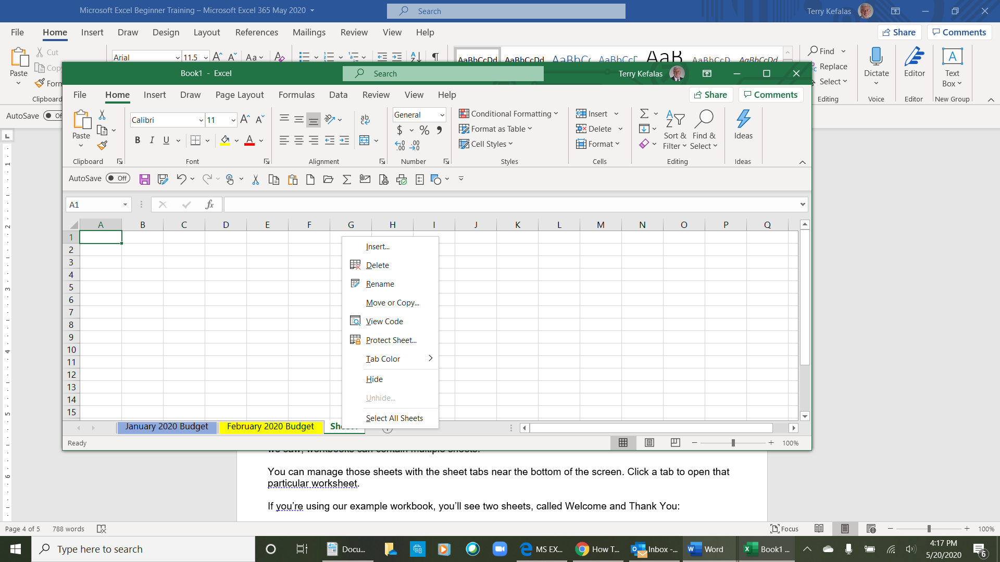 Microsoft Excel Beginner Training – Microsoft Excel 365 May 2020
Search
Terry Kefalas
File Home Insert Draw Design Layout References Mailings Review View Help
Share Comments
Paste
Cut
Copy
Clipboard
Arial 11.5
Aa
AaBbCcDd AaBbCcDd AaBbC AaBbCcD AaB AaBbCcD AaBbCcDd
Find
Replace
Select
Editing
Dictate
Voice
Editor
Editor
Text
Box
New Group
AutoSave
Book1 - Excel
Search
Terry Kefalas
File Home Insert Draw Page Layout Formulas Data Review View Help
Share Comments
Paste
Clipboard
Calibri 11
B I U A
Font
ab
Alignment
General
$ % ,
Number
Conditional Formatting
Format as Table
Cell Styles
Styles
Insert
Delete
Format
Cells
Sort &
Filter
Find &
Select
Editing
Ideas
Ideas
AutoSave Off
A1
fx
A B C D E F G H I J K L M N O P Q
1
2
3
4
5
6
7
8
9
10
11
12
13
14
15
Insert...
Delete
Rename
Move or Copy...
View Code
Protect Sheet...
Tab Color
Hide
Unhide...
Select All Sheets
January 2020 Budget February 2020 Budget
Ready
100%
You can manage those sheets with the sheet tabs near the bottom of the screen. Click a tab to open that
particular worksheet.
If you’re using our example workbook, you’ll see two sheets, called Welcome and Thank You:
Page 4 of 5 788 words
Focus
100%
Type here to search
Docu...
MS EX...
How T...
Inbox -...
Word
Book1 ...
4:17 PM
5/20/2020
6